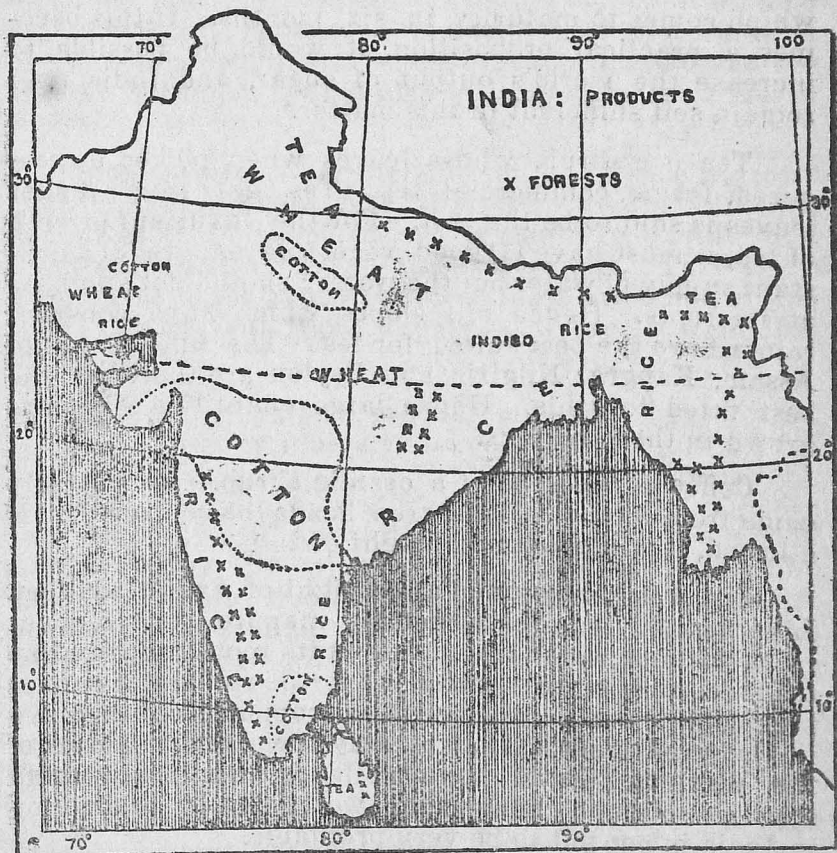 70° 80° 90° 100
INDIA: PRODUCTS
x FORESTS
30° 30°
TEA
WHEAT
COTTON
COTTON
WHEAT
RICE
TEA
INDIGO RICE
RICE
WHEAT
RICE
20° 20°
COTTON
COTTON
RICE
RICE
COTTON
10° 10°
TEA
70° 80° 90°